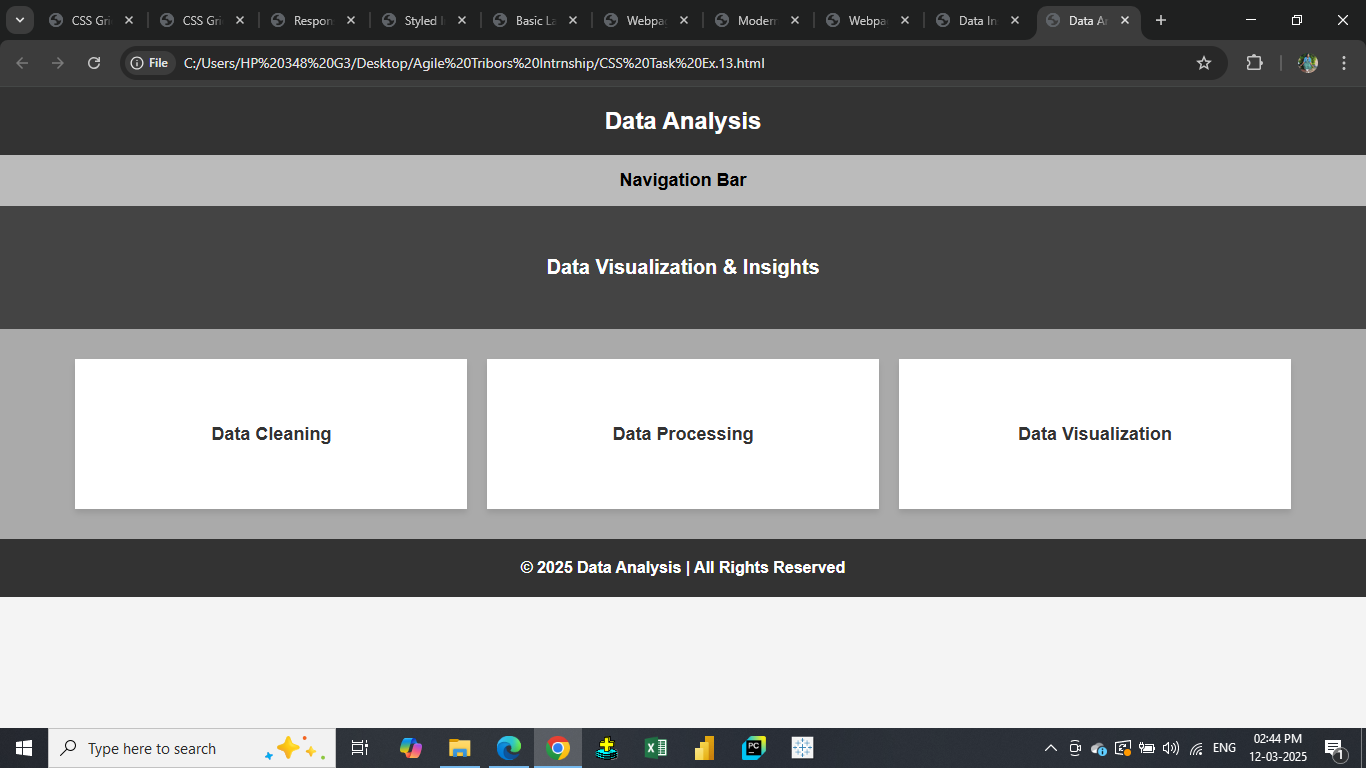 CSS Gri CSS Gri Respon Styled I Basic La Webpa Modern Webpa Data In Data Ar
File C:/Users/HP%20348%20G3/Desktop/Agile%20Tribors%20Intrnship/CSS%20Task%20Ex.13.html
Data Analysis
Navigation Bar
Data Visualization & Insights
Data Cleaning Data Processing Data Visualization
© 2025 Data Analysis | All Rights Reserved
Type here to search
PC
ENG
02:44 PM
12-03-2025
1